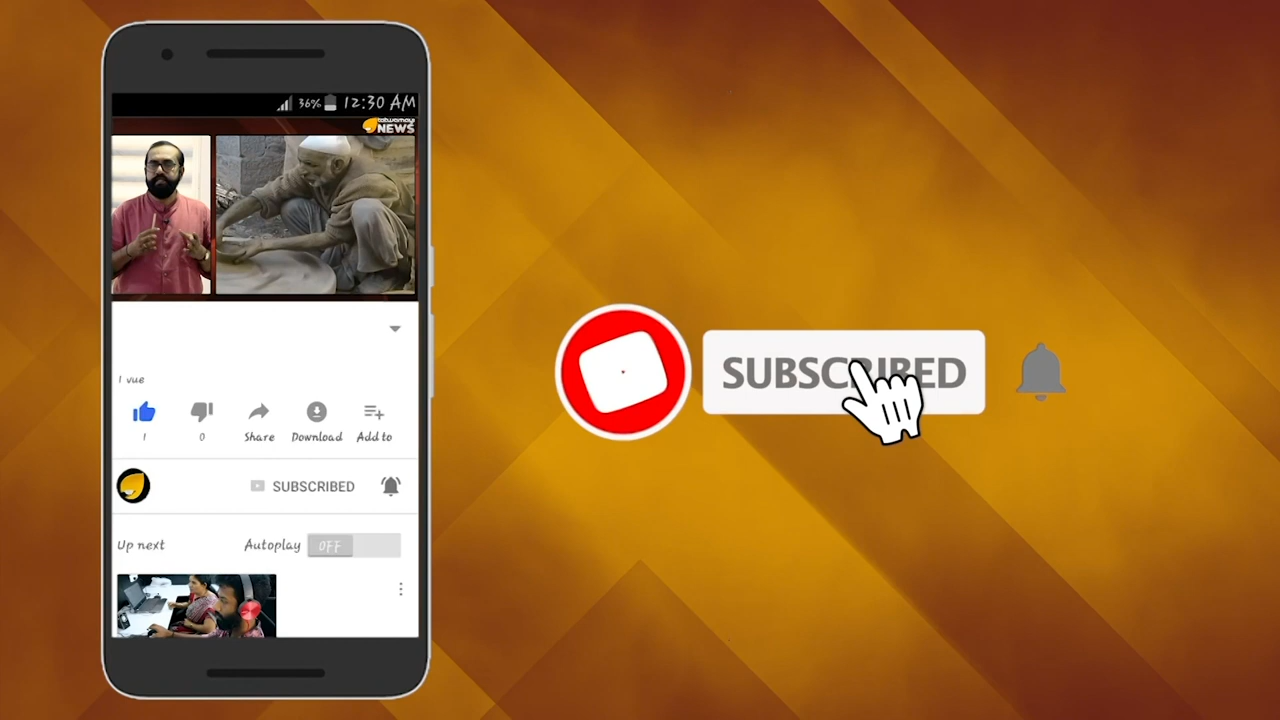 36% 12:30 AM
tatwamayi
NEWS
1 vue
1
0
Share
Download
Add to
SUBSCRIBED
Up next
Autoplay
OFF
SUBSCRIBED